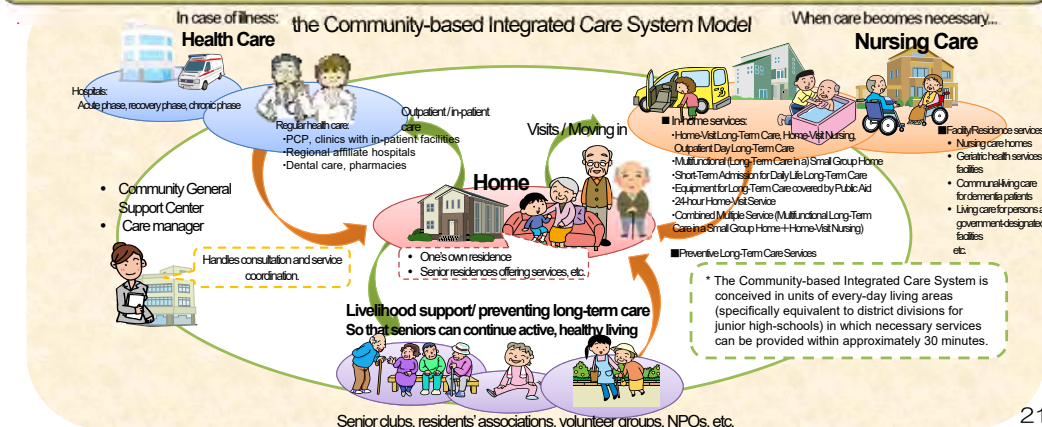 In case of illness:
Health Care
the Community-based Integrated Care System Model
When care becomes necessary...
Nursing Care
Hospitals:
Acute phase, recovery phase, chronic phase
Regular health care:
･PCP, clinics with in-patient facilities
･Regional affiliate hospitals
･Dental care, pharmacies
Outpatient / in-patient
care
Visits / Moving in
■ In-home services:
･Home-Visit Long-Term Care, Home-Visit Nursing,
Outpatient Day Long-Term Care
･Multifunctional (Long-Term Care in a) Small Group Home
･Short-Term Admission for Daily Life Long-Term Care
･Equipment for Long-Term Care covered by Public Aid
･24-hour Home-Visit Service
･Combined Multiple Service (Multifunctional Long-Term
Care in a Small Group Home + Home-Visit Nursing)
■ Preventive Long-Term Care Services
■ Facility/Residence services
• Nursing care homes
• Geriatric health services
facilities
• Communal-living care
for dementia patients
• Living care for persons a
government-designated
facilities
etc.
• Community General
Support Center
• Care manager
Handles consultation and service
coordination.
Home
• One's own residence
• Senior residences offering services, etc.
Livelihood support/ preventing long-term care
So that seniors can continue active, healthy living
* The Community-based Integrated Care System is
conceived in units of every-day living areas
(specifically equivalent to district divisions for
junior high-schools) in which necessary services
can be provided within approximately 30 minutes.
Senior clubs, residents' associations, volunteer groups, NPOs, etc.
21